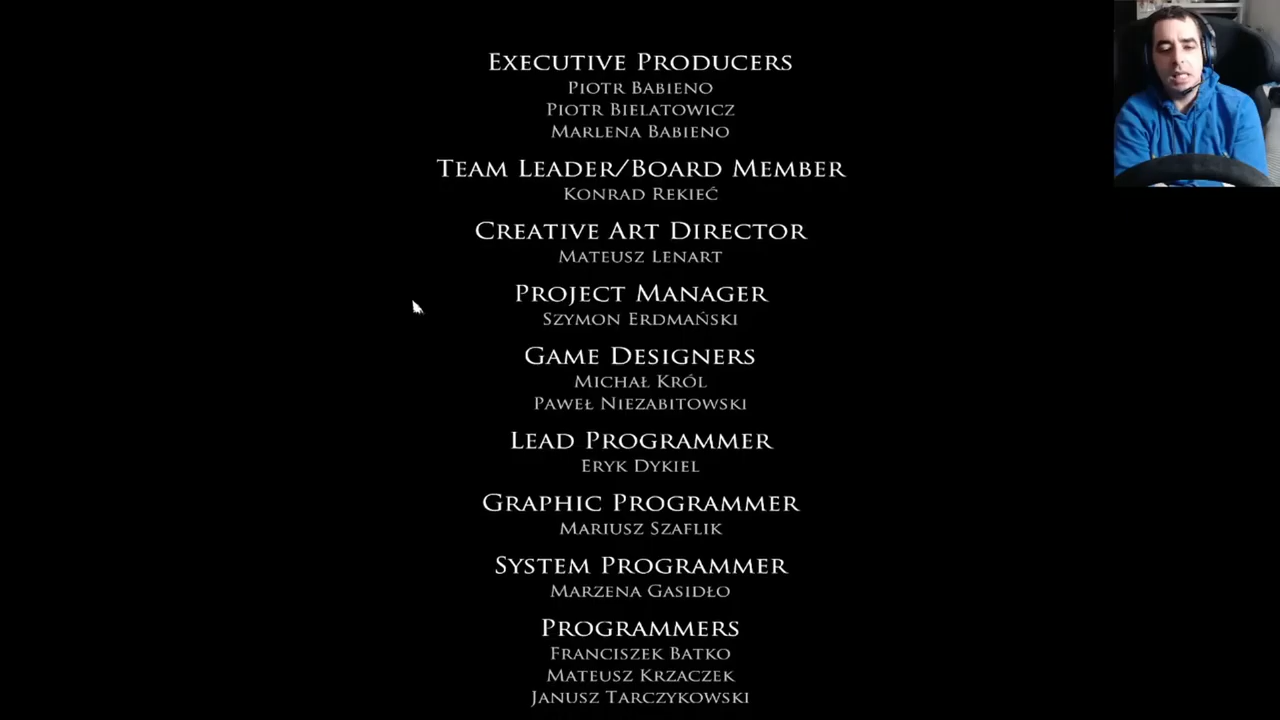 EXECUTIVE PRODUCERS
PIOTR BABIENO
PIOTR BIELATOWICZ
MARLENA BABIENO
TEAM LEADER/BOARD MEMBER
KONRAD REKIEĆ
CREATIVE ART DIRECTOR
MATEUSZ LENART
PROJECT MANAGER
SZYMON ERDMAŃSKI
GAME DESIGNERS
MICHAŁ KRÓL
PAWEŁ NIEZABITOWSKI
LEAD PROGRAMMER
ERYK DYKIEL
GRAPHIC PROGRAMMER
MARIUSZ SZAFLIK
SYSTEM PROGRAMMER
MARZENA GASIDŁO
PROGRAMMERS
FRANCISZEK BATKO
MATEUSZ KRZACZEK
JANUSZ TARCZYKOWSKI